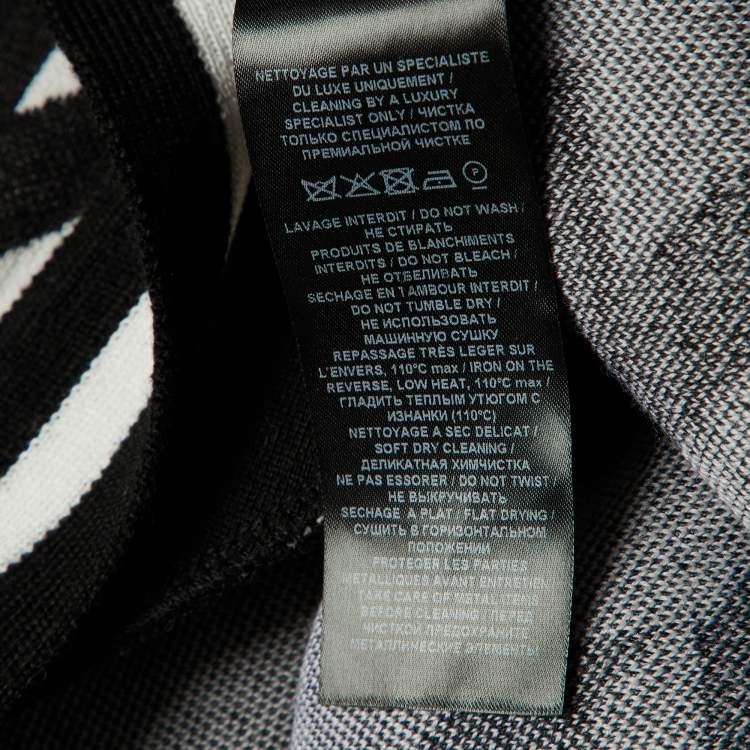 NETTOYAGE PAR UN SPECIALISTE
DU LUXE UNIQUEMENT /
CLEANING BY A LUXURY
SPECIALIST ONLY / ЧИСТКА
ТОЛЬКО СПЕЦИАЛИСТОМ ПО
ПРЕМИАЛЬНОЙ ЧИСТКЕ
P
LAVAGE INTERDIT / DO NOT WASH /
НЕ СТИРАТЬ
PRODUITS DE BLANCHIMENTS
INTERDITS / DO NOT BLEACH /
НЕ ОТБЕЛИВАТЬ
SECHAGE EN TAMBOUR INTERDIT /
DO NOT TUMBLE DRY /
НЕ ИСПОЛЬЗОВАТЬ
МАШИННУЮ СУШКУ
REPASSAGE TRÈS LEGER SUR
L'ENVERS, 110°C max / IRON ON THE
REVERSE, LOW HEAT, 110°C max /
ГЛАДИТЬ ТЕПЛЫМ УТЮГОМ С
ИЗНАНКИ (110°C)
NETTOYAGE A SEC DELICAT /
SOFT DRY CLEANING /
ДЕЛИКАТНАЯ ХИМЧИСТКА
NE PAS ESSORER / DO NOT TWIST /
НЕ ВЫКРУЧИВАТЬ
SECHAGE A PLAT / FLAT DRYING /
СУШИТЬ В ГОРИЗОНТАЛЬНОМ
ПОЛОЖЕНИИ
PROTEGER LES PARTIES
METALLIQUES AVANT ENTRETIEN
TAKE CARE OF METAL ITEMS
BEFORE CLEANING / ПЕРЕД
ЧИСТКОЙ ПРЕДОХРАНИТЕ
МЕТАЛЛИЧЕСКИЕ ЭЛЕМЕНТЫ